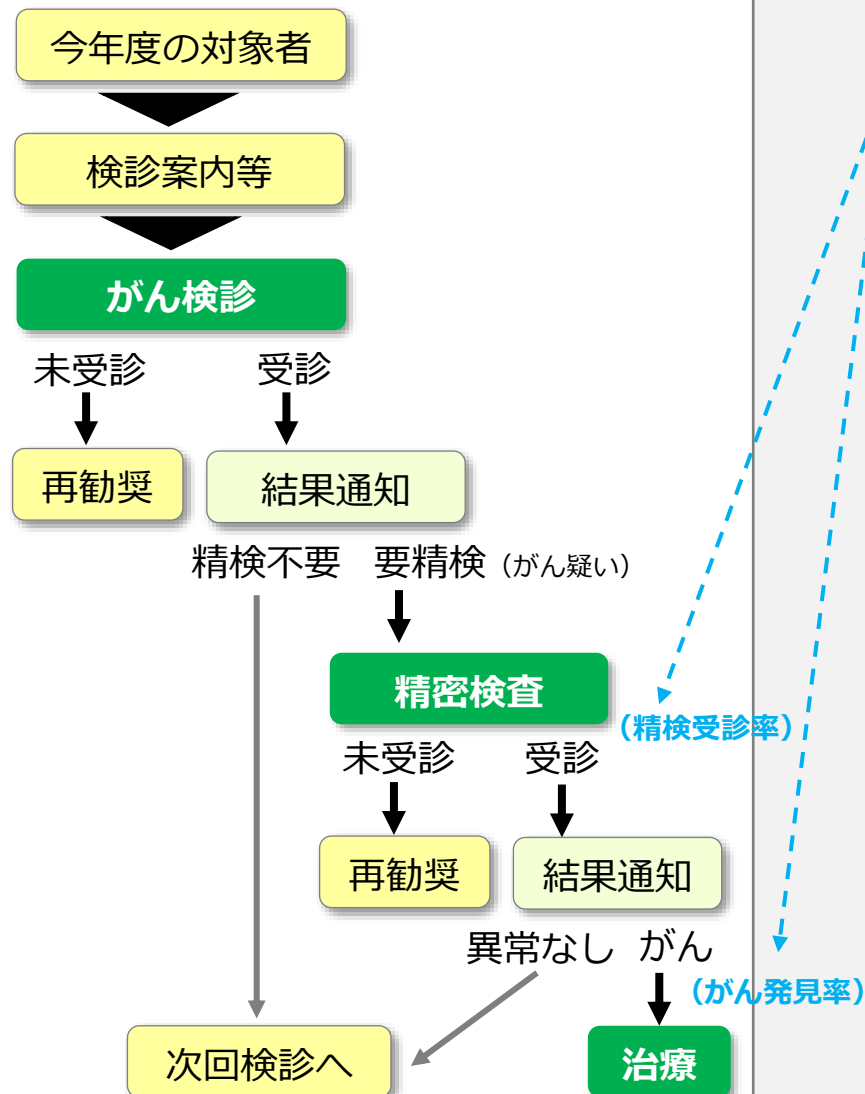 今年度の対象者
検診案内等
がん検診
未受診 受診
再勧奨 結果通知
精検不要 要精検（がん疑い）
精密検査
（精検受診率）
未受診 受診
再勧奨 結果通知
異常なし がん
（がん発見率）
次回検診へ 治療